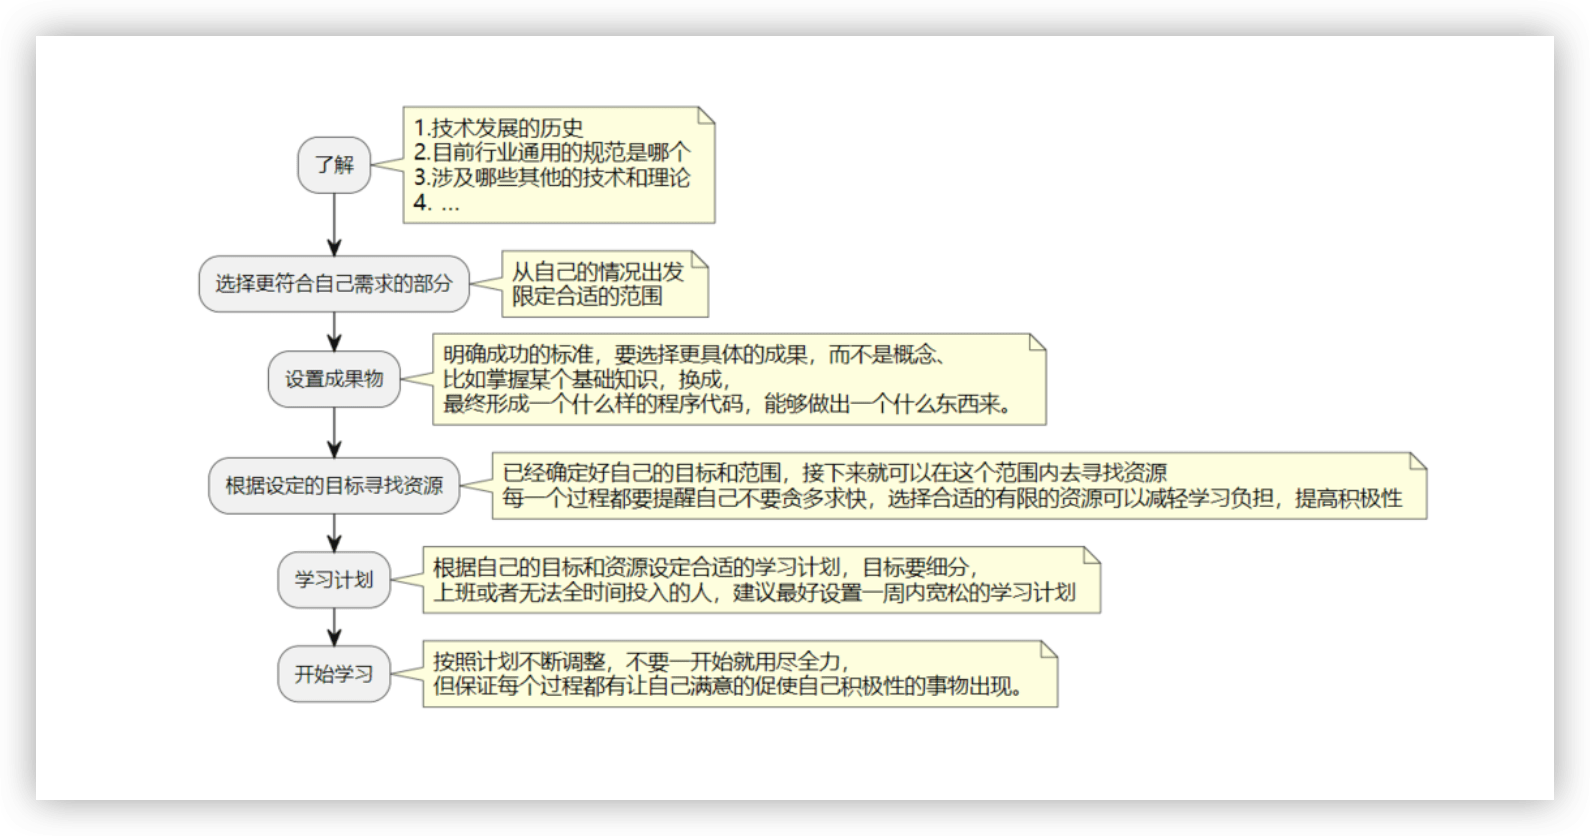 了解
1.技术发展的历史
2.目前行业通用的规范是哪个
3.涉及哪些其他的技术和理论
4. ...
选择更符合自己需求的部分
从自己的情况出发
限定合适的范围
设置成果物
明确成功的标准，要选择更具体的成果，而不是概念、
比如掌握某个基础知识，换成，
最终形成一个什么样的程序代码，能够做出一个什么东西来。
根据设定的目标寻找资源
已经确定好自己的目标和范围，接下来就可以在这个范围内去寻找资源
每一个过程都要提醒自己不要贪多求快，选择合适的有限的资源可以减轻学习负担，提高积极性
学习计划
根据自己的目标和资源设定合适的学习计划，目标要细分，
上班或者无法全时间投入的人，建议最好设置一周内宽松的学习计划
开始学习
按照计划不断调整，不要一开始就用尽全力，
但保证每个过程都有让自己满意的促使自己积极性的事物出现。